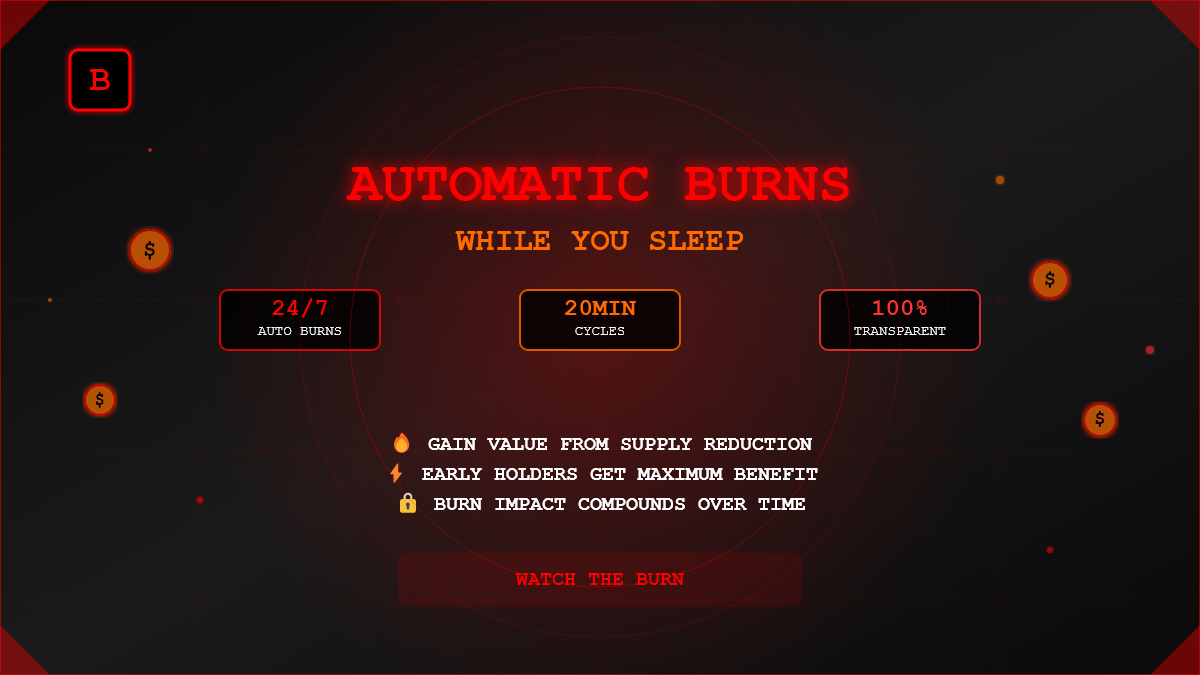 B
AUTOMATIC BURNS
WHILE YOU SLEEP
24/7
AUTO BURNS
20MIN
CYCLES
100%
TRANSPARENT
$
$
$
$
🔥 GAIN VALUE FROM SUPPLY REDUCTION
⚡ EARLY HOLDERS GET MAXIMUM BENEFIT
🔒 BURN IMPACT COMPOUNDS OVER TIME
WATCH THE BURN